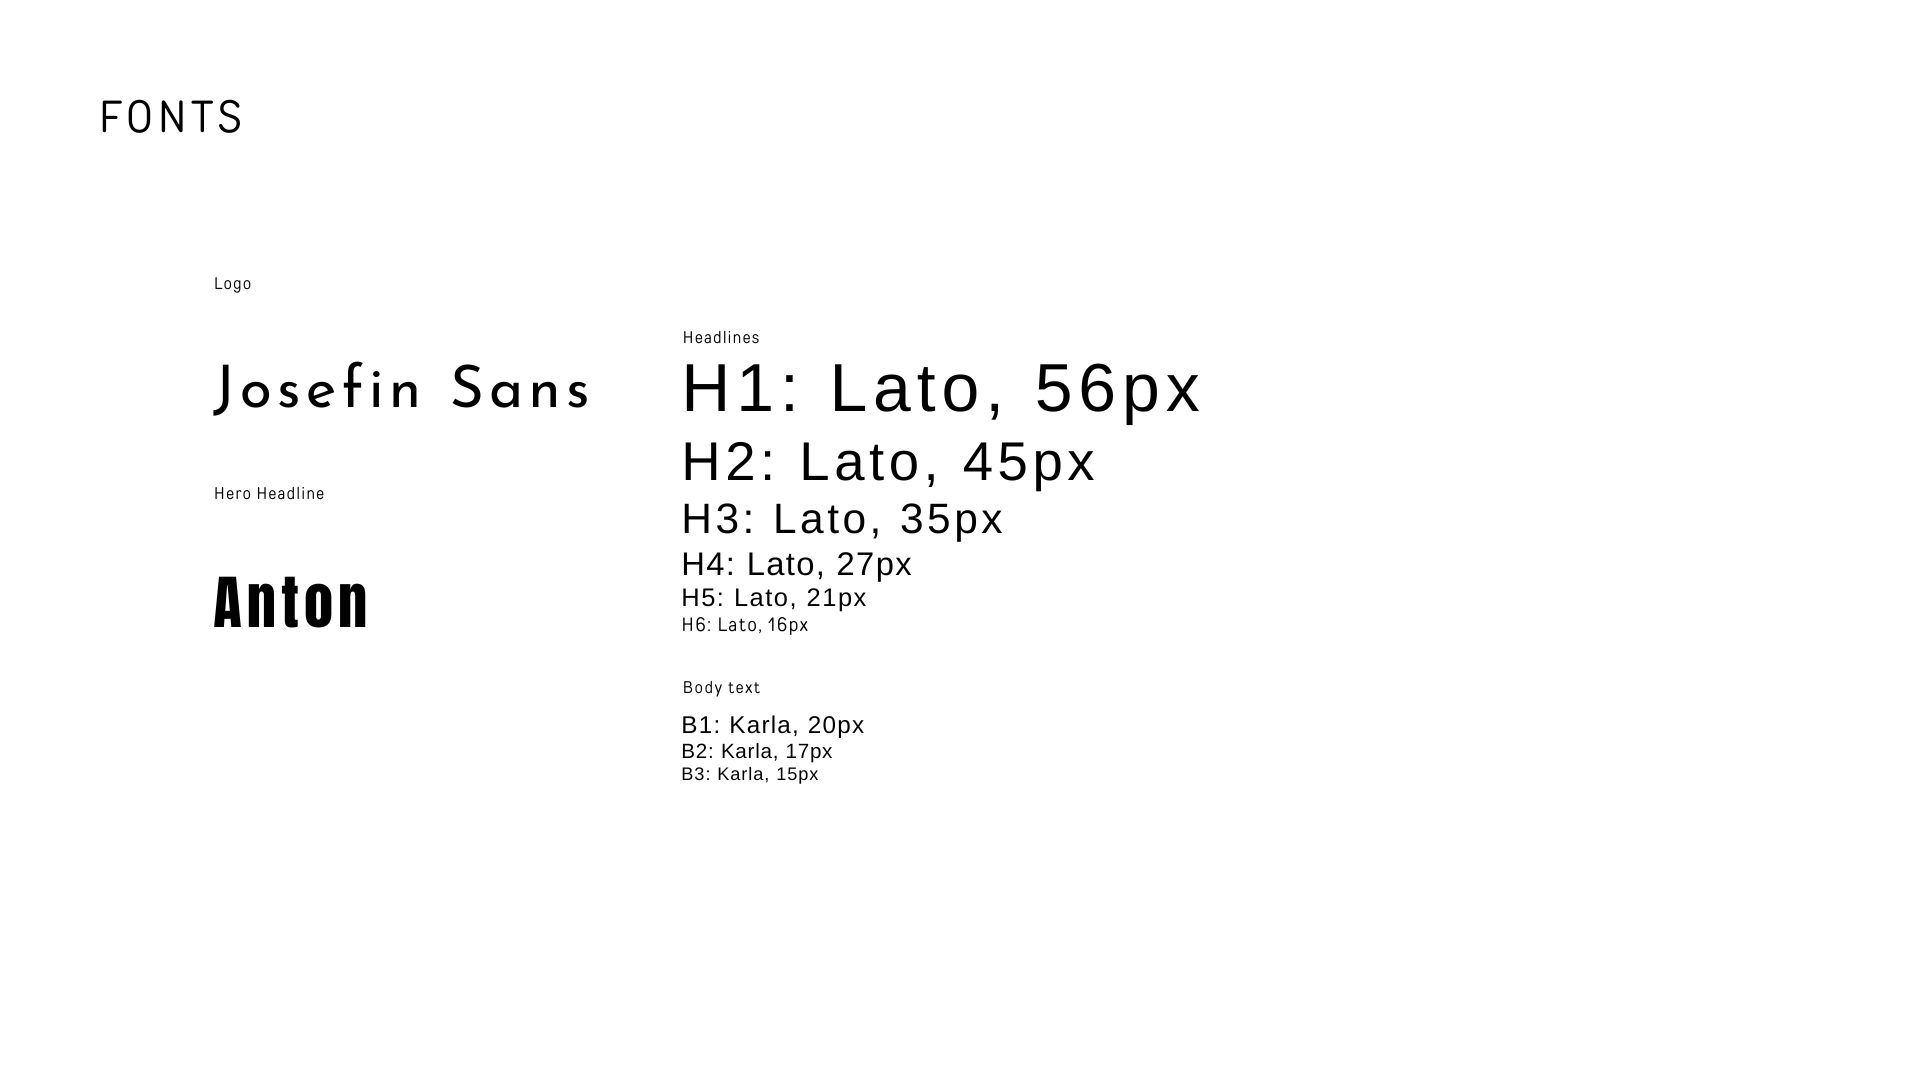 FONTS
Logo
Josefin Sans
Hero Headline
Anton
Headlines
H1: Lato, 56px
H2: Lato, 45px
H3: Lato, 35px
H4: Lato, 27px
H5: Lato, 21px
H6: Lato, 16px
Body text
B1: Karla, 20px
B2: Karla, 17px
B3: Karla, 15px